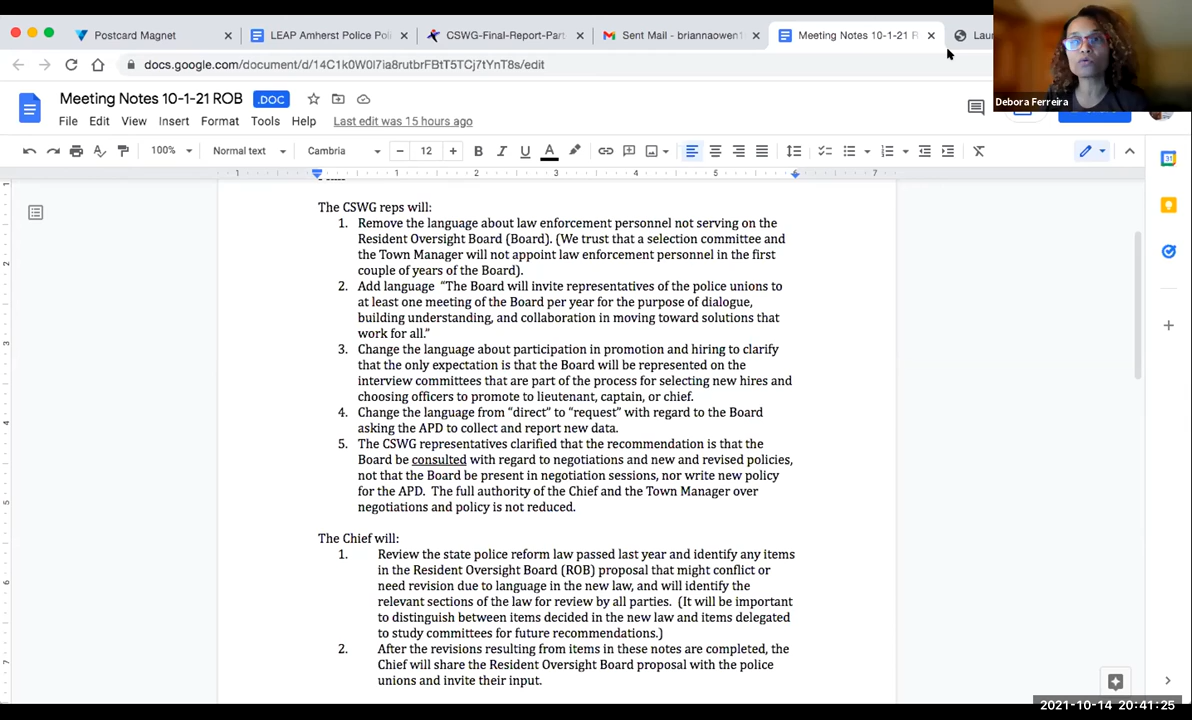 Postcard Magnet
LEAP Amherst Police Pol
CSWG-Final-Report-Part
Sent Mail - briannaowen1
Meeting Notes 10-1-21 R
Lau
docs.google.com/document/d/14C1k0W0l7ia8rutbrFBtT5TCj7tYnT8s/edit
Debora Ferreira
Meeting Notes 10-1-21 ROB .DOC
File Edit View Insert Format Tools Help Last edit was 15 hours ago
100% Normal text Cambria 12
The CSWG reps will:
1. Remove the language about law enforcement personnel not serving on the
Resident Oversight Board (Board). (We trust that a selection committee and
the Town Manager will not appoint law enforcement personnel in the first
couple of years of the Board).
2. Add language “The Board will invite representatives of the police unions to
at least one meeting of the Board per year for the purpose of dialogue,
building understanding, and collaboration in moving toward solutions that
work for all.”
3. Change the language about participation in promotion and hiring to clarify
that the only expectation is that the Board will be represented on the
interview committees that are part of the process for selecting new hires and
choosing officers to promote to lieutenant, captain, or chief.
4. Change the language from “direct” to “request” with regard to the Board
asking the APD to collect and report new data.
5. The CSWG representatives clarified that the recommendation is that the
Board be consulted with regard to negotiations and new and revised policies,
not that the Board be present in negotiation sessions, nor write new policy
for the APD. The full authority of the Chief and the Town Manager over
negotiations and policy is not reduced.
The Chief will:
1. Review the state police reform law passed last year and identify any items
in the Resident Oversight Board (ROB) proposal that might conflict or
need revision due to language in the new law, and will identify the
relevant sections of the law for review by all parties. (It will be important
to distinguish between items decided in the new law and items delegated
to study committees for future recommendations.)
2. After the revisions resulting from items in these notes are completed, the
Chief will share the Resident Oversight Board proposal with the police
unions and invite their input.
2021-10-14 20:41:25